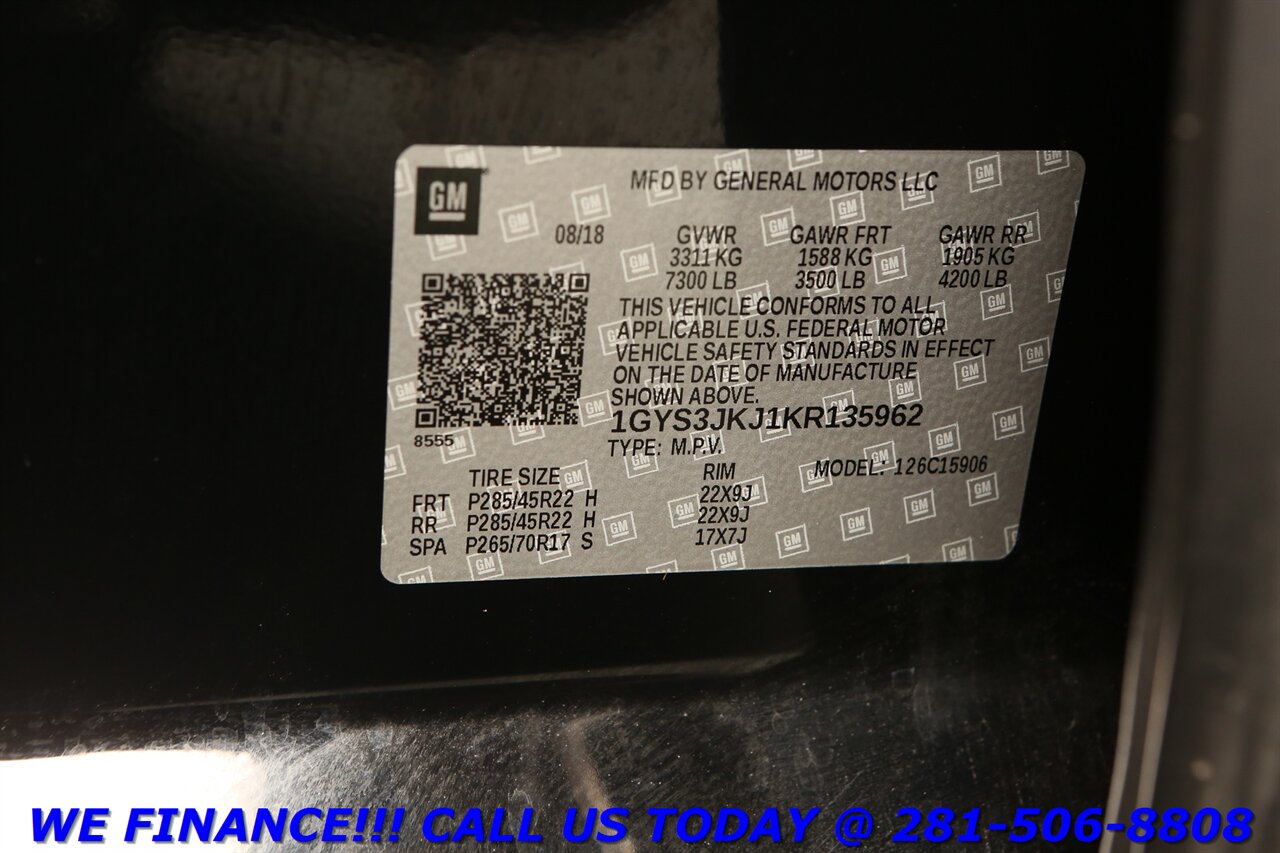 GM
MFD BY GENERAL MOTORS LLC
08/18 GVWR GAWR FRT GAWR RR
3311 KG 1588 KG 1905 KG
7300 LB 3500 LB 4200 LB
THIS VEHICLE CONFORMS TO ALL
APPLICABLE U.S. FEDERAL MOTOR
VEHICLE SAFETY STANDARDS IN EFFECT
ON THE DATE OF MANUFACTURE
SHOWN ABOVE.
1GYS3JKJ1KR135962
8555
TYPE: M.P.V. MODEL: 126C15906
TIRE SIZE RIM
FRT P285/45R22 H 22X9J
RR P285/45R22 H 22X9J
SPA P265/70R17 S 17X7J
WE FINANCE!!! CALL US TODAY @ 281-506-8808